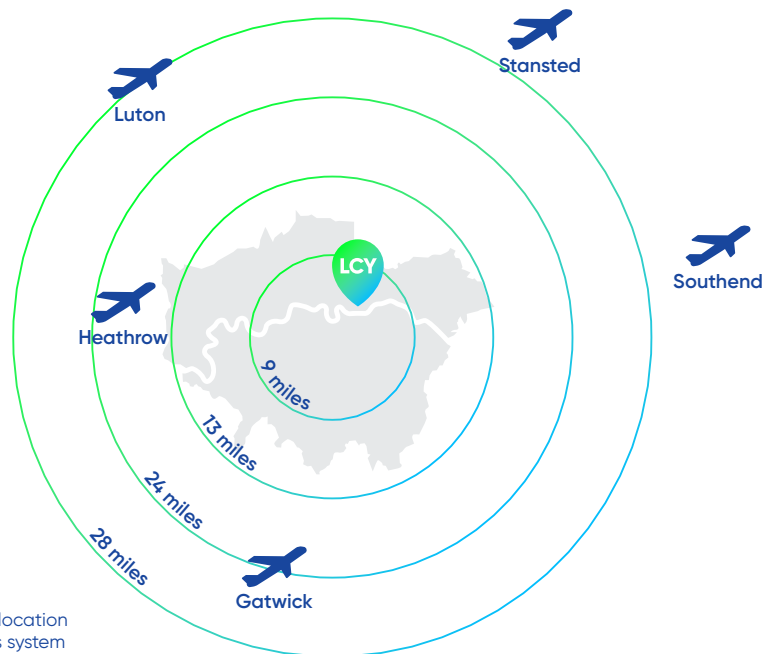 Stansted
Luton
LCY
Southend
Heathrow
9 miles
13 miles
24 miles
28 miles
Gatwick
location
system